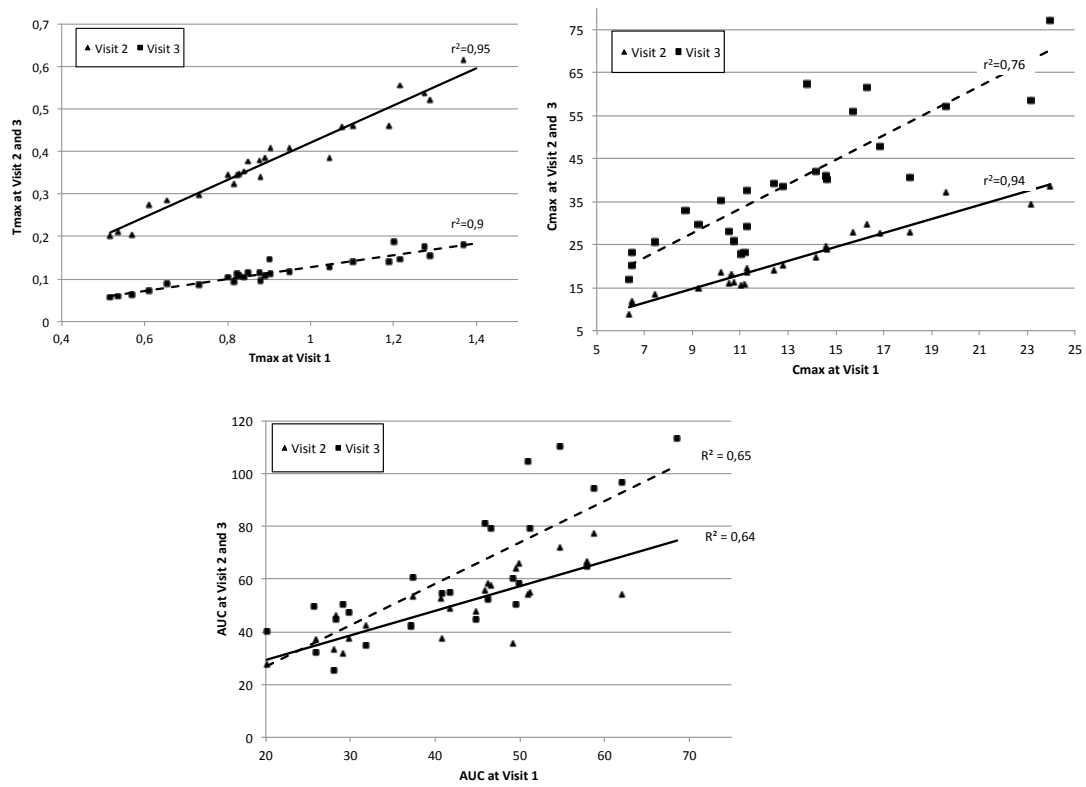 0,7
0,6
0,5
0,4
0,3
0,2
0,1
0
Tmax at Visit 2 and 3
Visit 2 Visit 3
r²=0,95
r²=0,9
0,4 0,6 0,8 1 1,2 1,4
Tmax at Visit 1
75
65
55
45
35
25
15
5
Cmax at Visit 2 and 3
Visit 2 Visit 3
r²=0,76
r²=0,94
5 7 9 11 13 15 17 19 21 23 25
Cmax at Visit 1
120
100
80
60
40
20
0
AUC at Visit 2 and 3
Visit 2 Visit 3
R² = 0,65
R² = 0,64
20 30 40 50 60 70
AUC at Visit 1